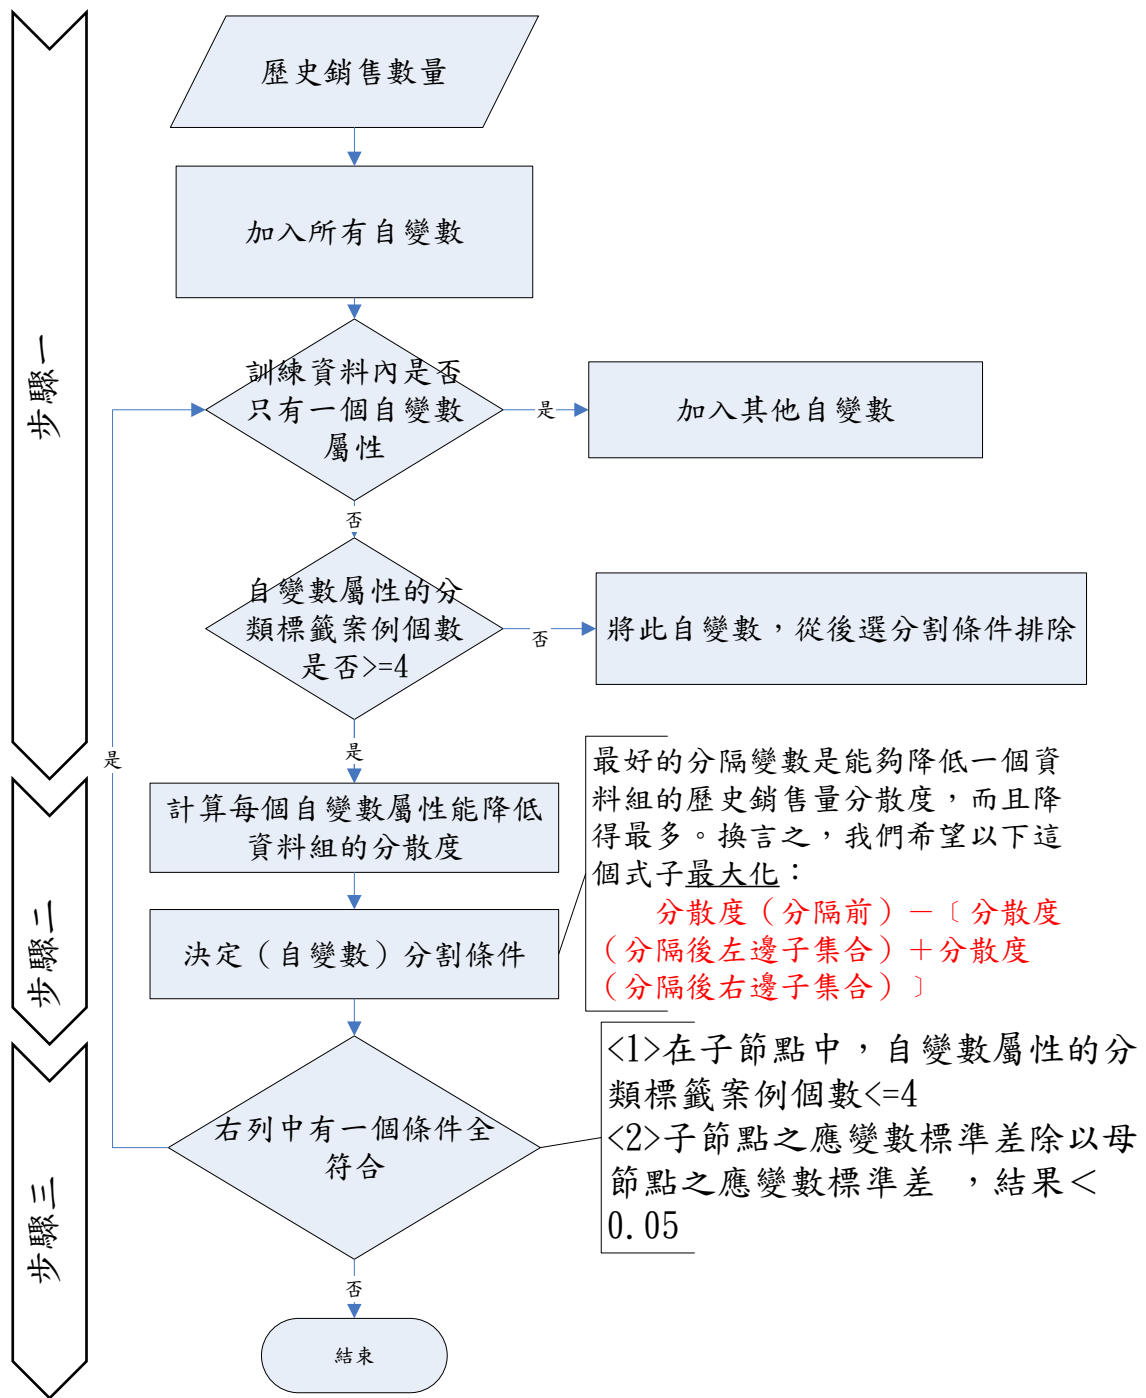 步驟一
歷史銷售數量
加入所有自變數
訓練資料內是否
只有一個自變數
屬性
是
加入其他自變數
否
自變數屬性的分
類標籤案例個數
是否>=4
否
將此自變數，從後選分割條件排除
是
是
步驟二
計算每個自變數屬性能降低
資料組的分散度
決定（自變數）分割條件
最好的分隔變數是能夠降低一個資
料組的歷史銷售量分散度，而且降
得最多。換言之，我們希望以下這
個式子最大化：
分散度（分隔前）－﹝分散度
（分隔後左邊子集合）＋分散度
（分隔後右邊子集合）﹞
步驟三
右列中有一個條件全
符合
<1>在子節點中，自變數屬性的分
類標籤案例個數<=4
<2>子節點之應變數標準差除以母
節點之應變數標準差 ，結果＜
0.05
否
結束